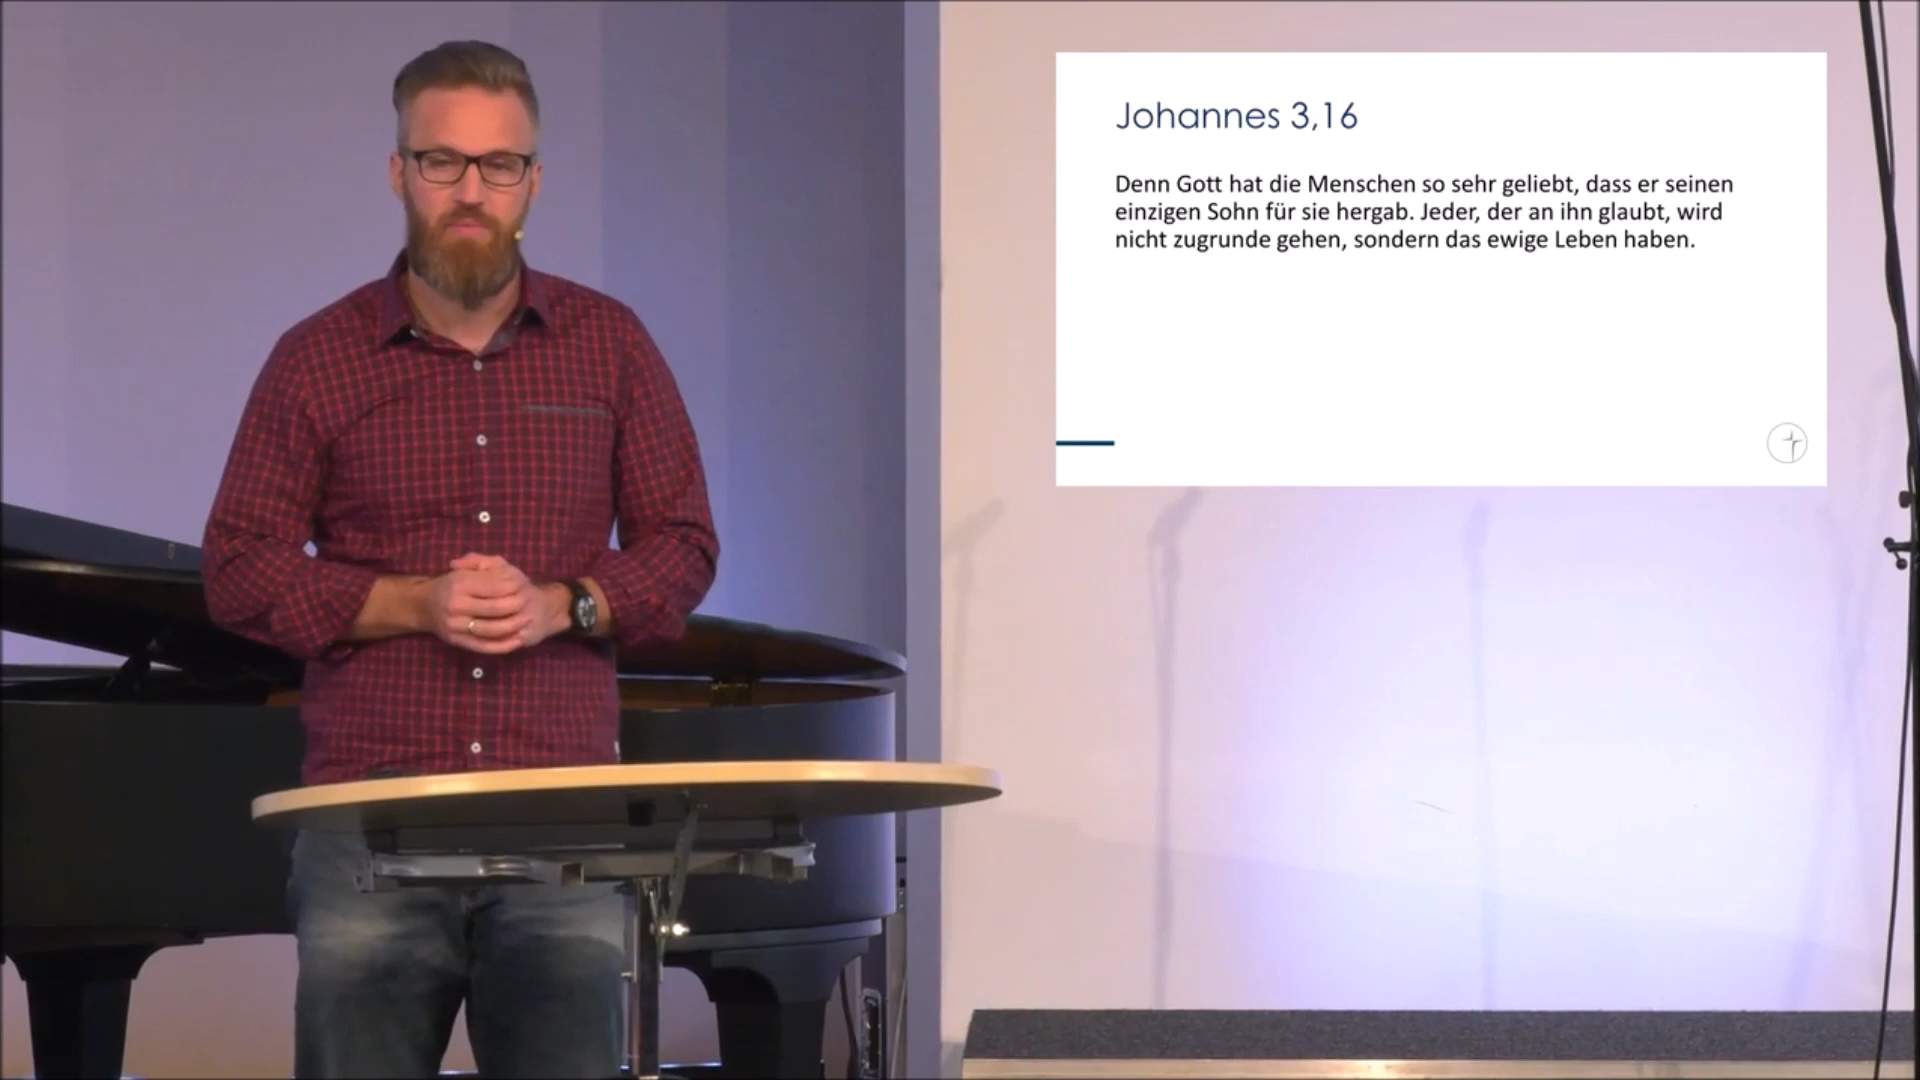 Johannes 3,16
Denn Gott hat die Menschen so sehr geliebt, dass er seinen
einzigen Sohn für sie hergab. Jeder, der an ihn glaubt, wird
nicht zugrunde gehen, sondern das ewige Leben haben.